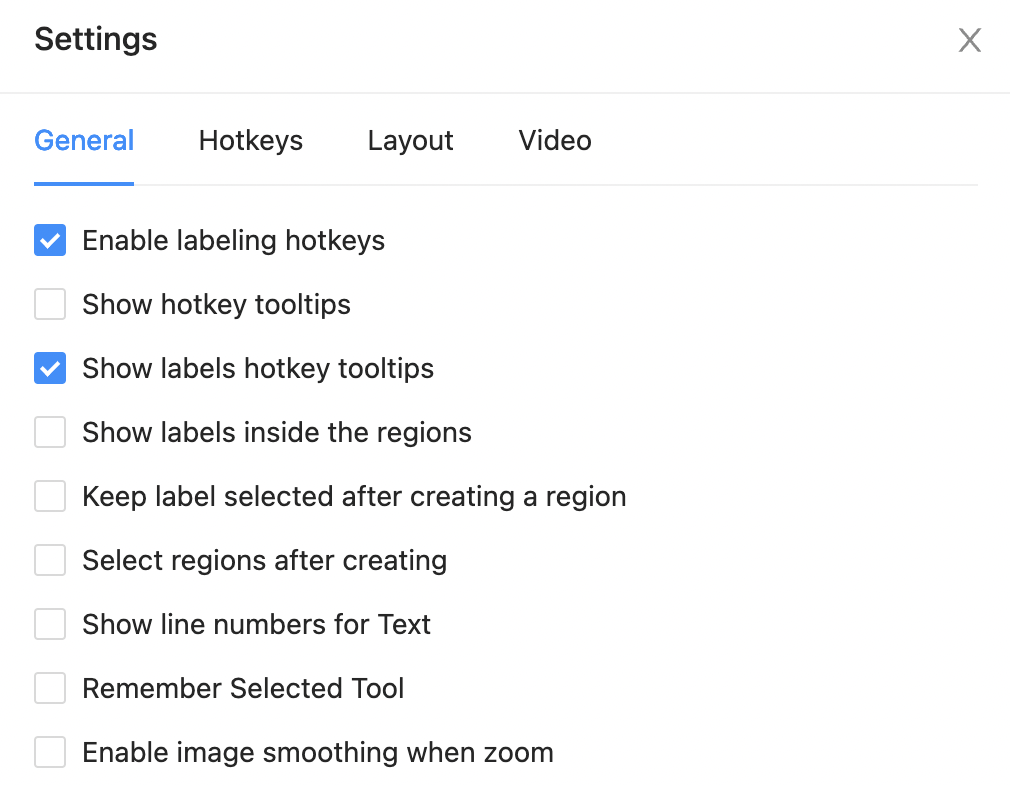 Settings
General Hotkeys Layout Video
Enable labeling hotkeys
Show hotkey tooltips
Show labels hotkey tooltips
Show labels inside the regions
Keep label selected after creating a region
Select regions after creating
Show line numbers for Text
Remember Selected Tool
Enable image smoothing when zoom